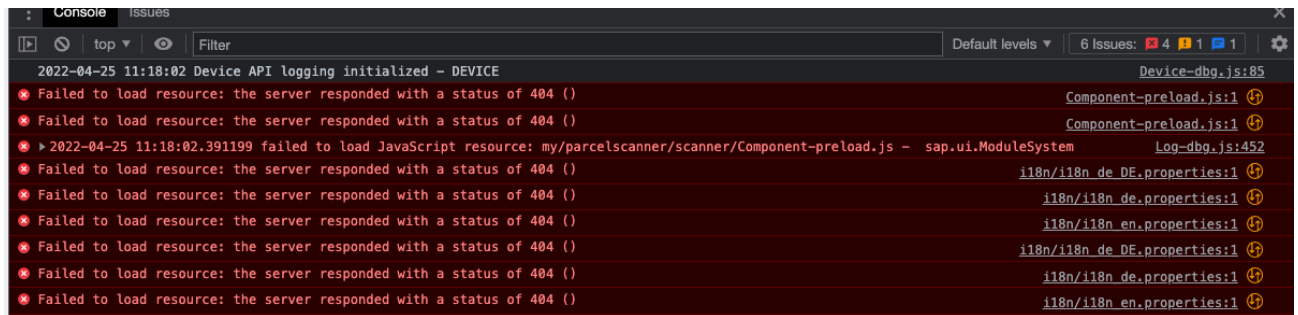 Console Issues
top ▼ Filter Default levels ▼ 6 Issues: 4 1 1
2022-04-25 11:18:02 Device API logging initialized - DEVICE Device-dbg.js:85
Failed to load resource: the server responded with a status of 404 () Component-preload.js:1
Failed to load resource: the server responded with a status of 404 () Component-preload.js:1
▶ 2022-04-25 11:18:02.391199 failed to load JavaScript resource: my/parcelscanner/scanner/Component-preload.js - sap.ui.ModuleSystem Log-dbg.js:452
Failed to load resource: the server responded with a status of 404 () i18n/i18n_de_DE.properties:1
Failed to load resource: the server responded with a status of 404 () i18n/i18n_de.properties:1
Failed to load resource: the server responded with a status of 404 () i18n/i18n_en.properties:1
Failed to load resource: the server responded with a status of 404 () i18n/i18n_de_DE.properties:1
Failed to load resource: the server responded with a status of 404 () i18n/i18n_de.properties:1
Failed to load resource: the server responded with a status of 404 () i18n/i18n_en.properties:1